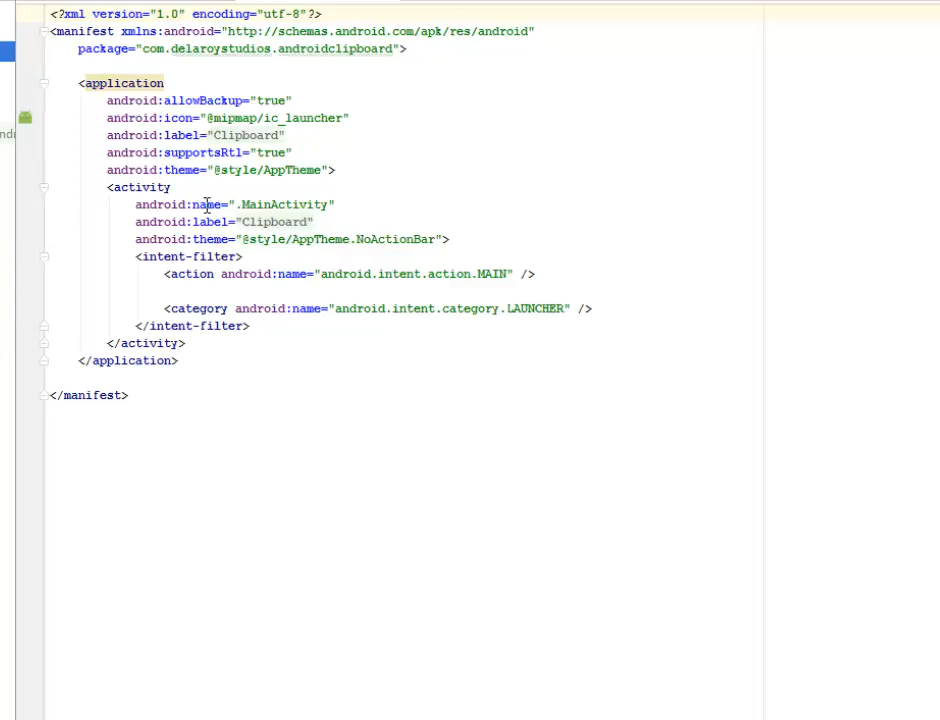 <?xml version="1.0" encoding="utf-8"?>
<manifest xmlns:android="http://schemas.android.com/apk/res/android"
package="com.delaroystudios.androidclipboard">
<application
android:allowBackup="true"
android:icon="@mipmap/ic_launcher"
android:label="Clipboard"
android:supportsRtl="true"
android:theme="@style/AppTheme">
<activity
android:name=".MainActivity"
android:label="Clipboard"
android:theme="@style/AppTheme.NoActionBar">
<intent-filter>
<action android:name="android.intent.action.MAIN" />
<category android:name="android.intent.category.LAUNCHER" />
</intent-filter>
</activity>
</application>
</manifest>